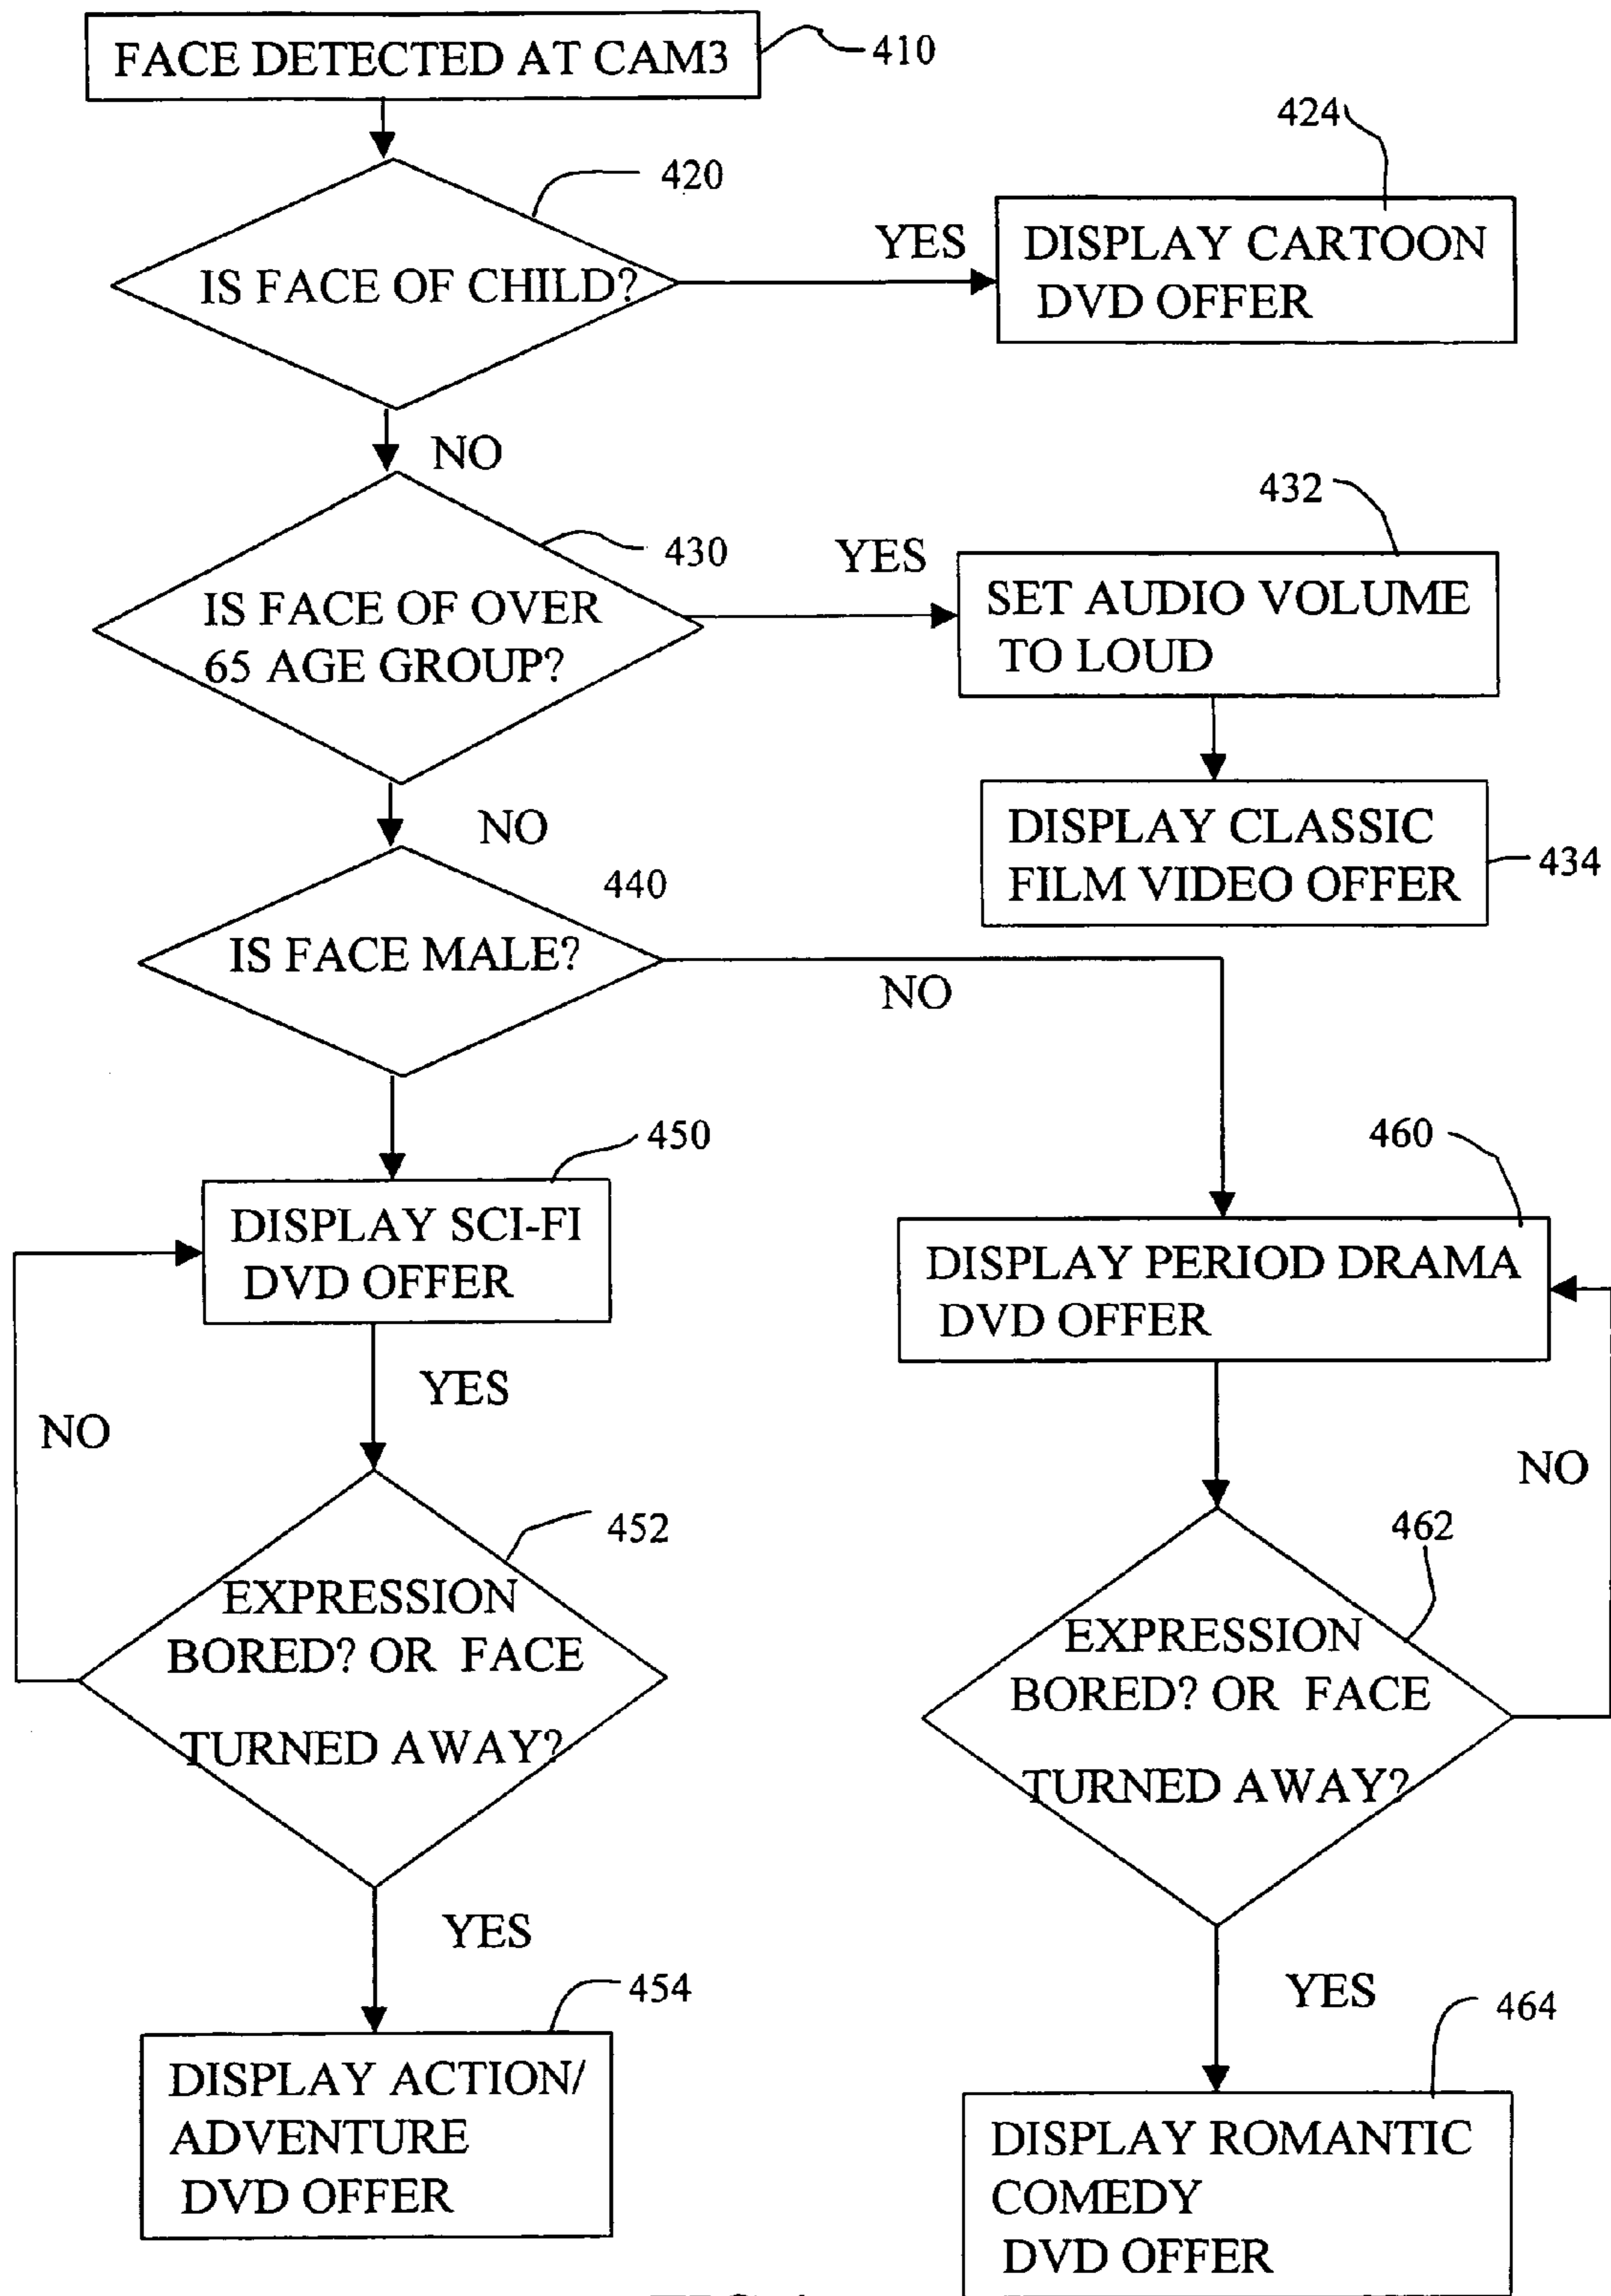 FACE DETECTED AT CAM3
410
424
420
YES
DISPLAY CARTOON
DVD OFFER
IS FACE OF CHILD?
NO
432
430
YES
SET AUDIO VOLUME
TO LOUD
IS FACE OF OVER
65 AGE GROUP?
NO
DISPLAY CLASSIC
FILM VIDEO OFFER
434
440
IS FACE MALE?
NO
450
460
DISPLAY SCI-FI
DVD OFFER
DISPLAY PERIOD DRAMA
DVD OFFER
YES
NO
NO
452
462
EXPRESSION
BORED? OR FACE
TURNED AWAY?
EXPRESSION
BORED? OR FACE
TURNED AWAY?
YES
YES
454
464
DISPLAY ACTION/
ADVENTURE
DVD OFFER
DISPLAY ROMANTIC
COMEDY
DVD OFFER